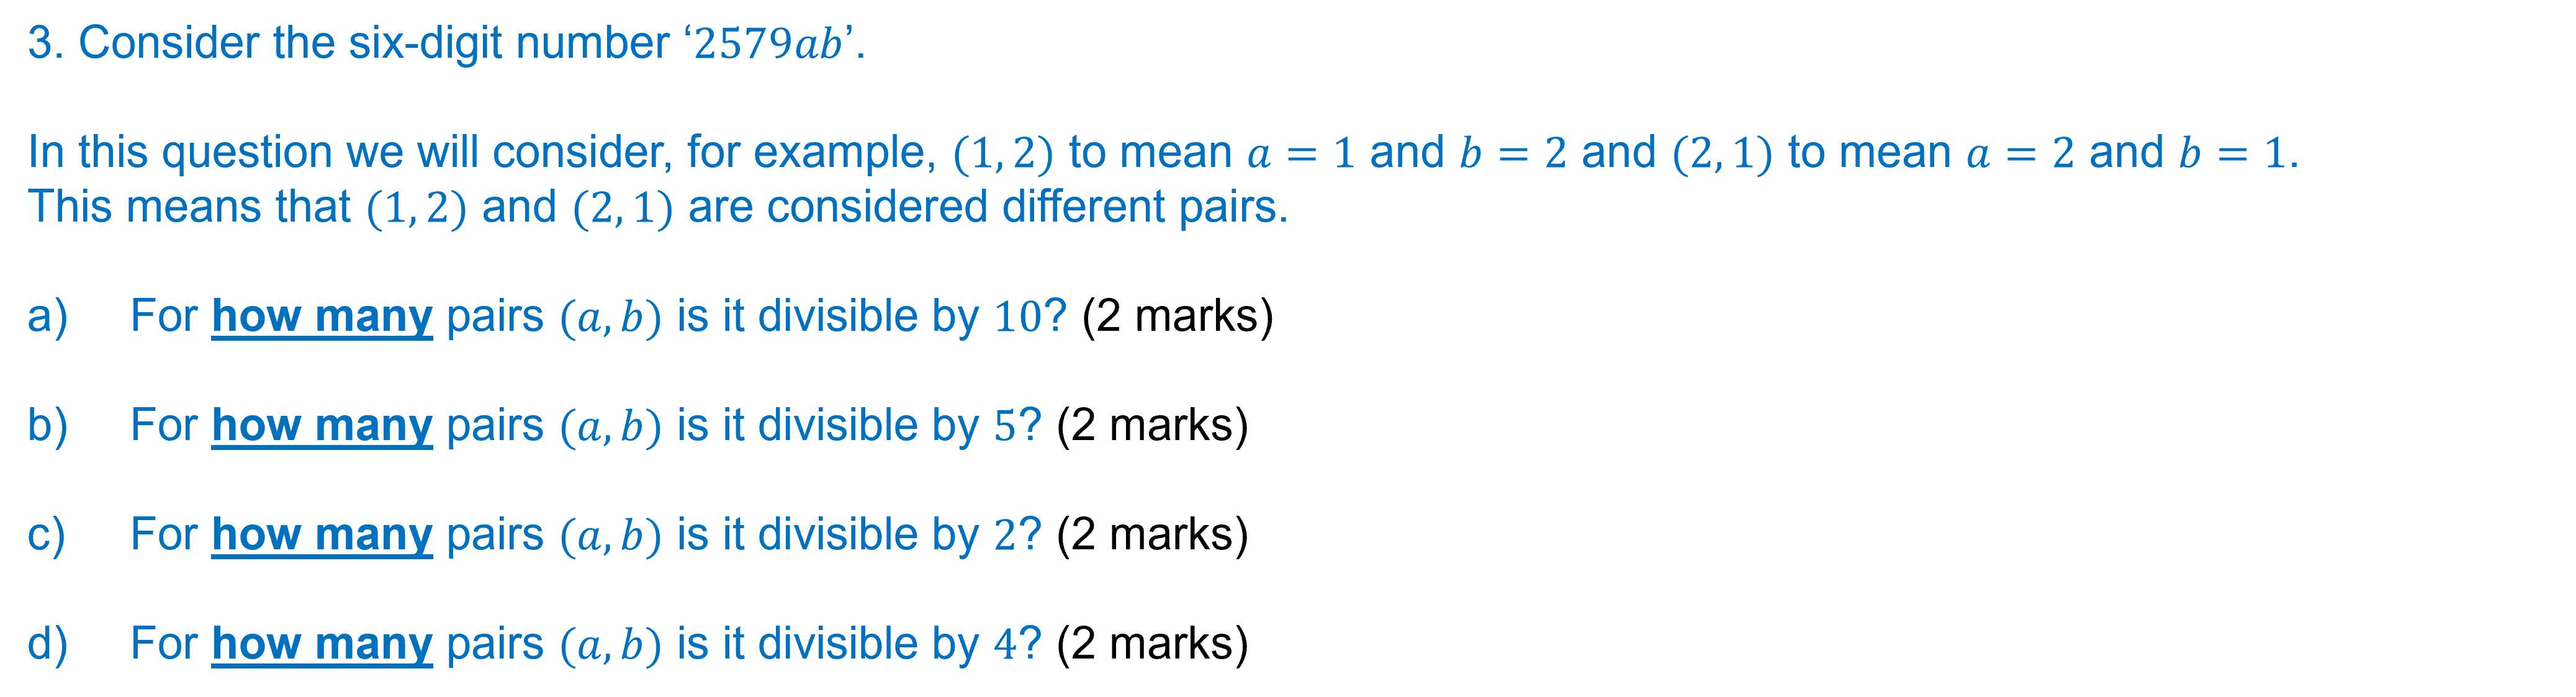 3. Consider the six-digit number ‘2579ab’.
In this question we will consider, for example, (1, 2) to mean a = 1 and b = 2 and (2, 1) to mean a = 2 and b = 1.
This means that (1, 2) and (2, 1) are considered different pairs.
a) For how many pairs (a, b) is it divisible by 10? (2 marks)
b) For how many pairs (a, b) is it divisible by 5? (2 marks)
c) For how many pairs (a, b) is it divisible by 2? (2 marks)
d) For how many pairs (a, b) is it divisible by 4? (2 marks)